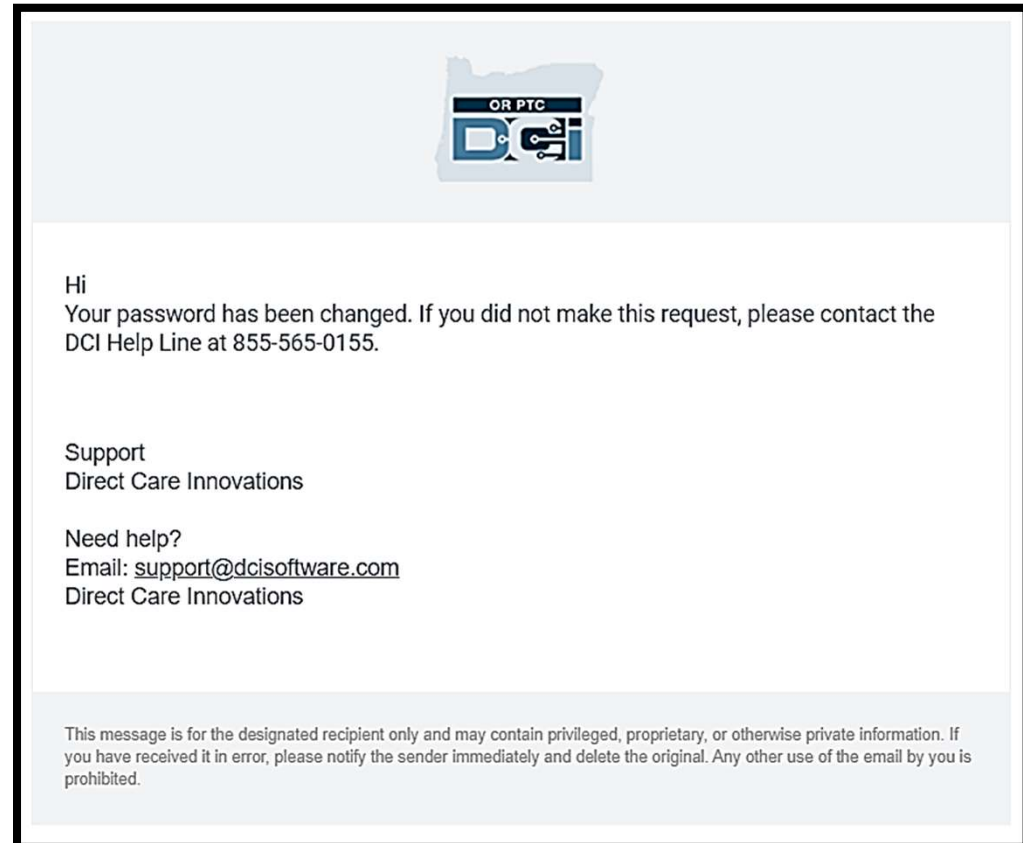 OR PTC
DCI
Hi
Your password has been changed. If you did not make this request, please contact the
DCI Help Line at 855-565-0155.
Support
Direct Care Innovations
Need help?
Email: support@dcisoftware.com
Direct Care Innovations
This message is for the designated recipient only and may contain privileged, proprietary, or otherwise private information. If
you have received it in error, please notify the sender immediately and delete the original. Any other use of the email by you is
prohibited.